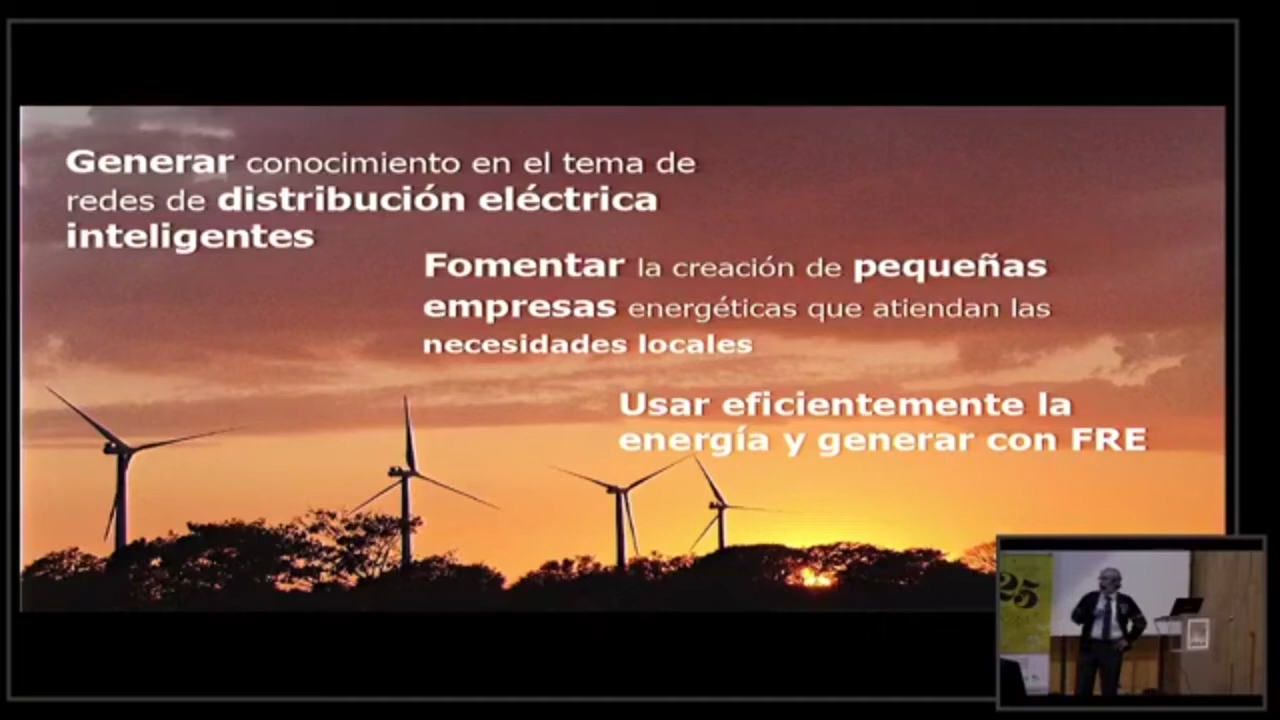 Generar conocimiento en el tema de
redes de distribución eléctrica
inteligentes
Fomentar la creación de pequeñas
empresas energéticas que atiendan las
necesidades locales
Usar eficientemente la
energía y generar con FRE
25